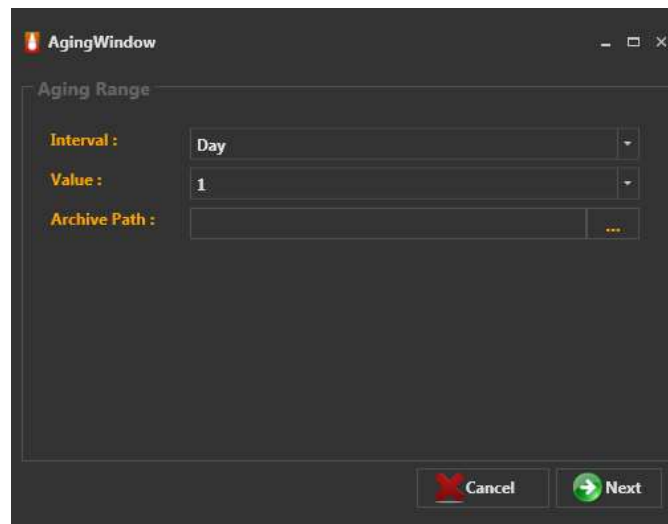 AgingWindow
Aging Range
Interval :
Day
Value :
1
Archive Path :
...
Cancel
Next